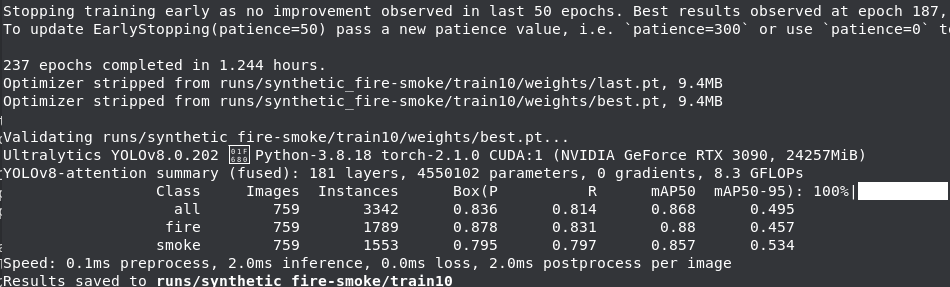 Stopping training early as no improvement observed in last 50 epochs. Best results observed at epoch 187,
To update EarlyStopping(patience=50) pass a new patience value, i.e. `patience=300` or use `patience=0`
237 epochs completed in 1.244 hours.
Optimizer stripped from runs/synthetic_fire-smoke/train10/weights/last.pt, 9.4MB
Optimizer stripped from runs/synthetic_fire-smoke/train10/weights/best.pt, 9.4MB
Validating runs/synthetic_fire-smoke/train10/weights/best.pt...
Ultralytics YOLOv8.0.202 Python-3.8.18 torch-2.1.0 CUDA:1 (NVIDIA GeForce RTX 3090, 24257MiB)
YOLOv8-attention summary (fused): 181 layers, 4550102 parameters, 0 gradients, 8.3 GFLOPs
Class Images Instances Box(P R mAP50 mAP50-95): 100%|
all 759 3342 0.836 0.814 0.868 0.495
fire 759 1789 0.878 0.831 0.88 0.457
smoke 759 1553 0.795 0.797 0.857 0.534
Speed: 0.1ms preprocess, 2.0ms inference, 0.0ms loss, 2.0ms postprocess per image
Results saved to runs/synthetic_fire-smoke/train10